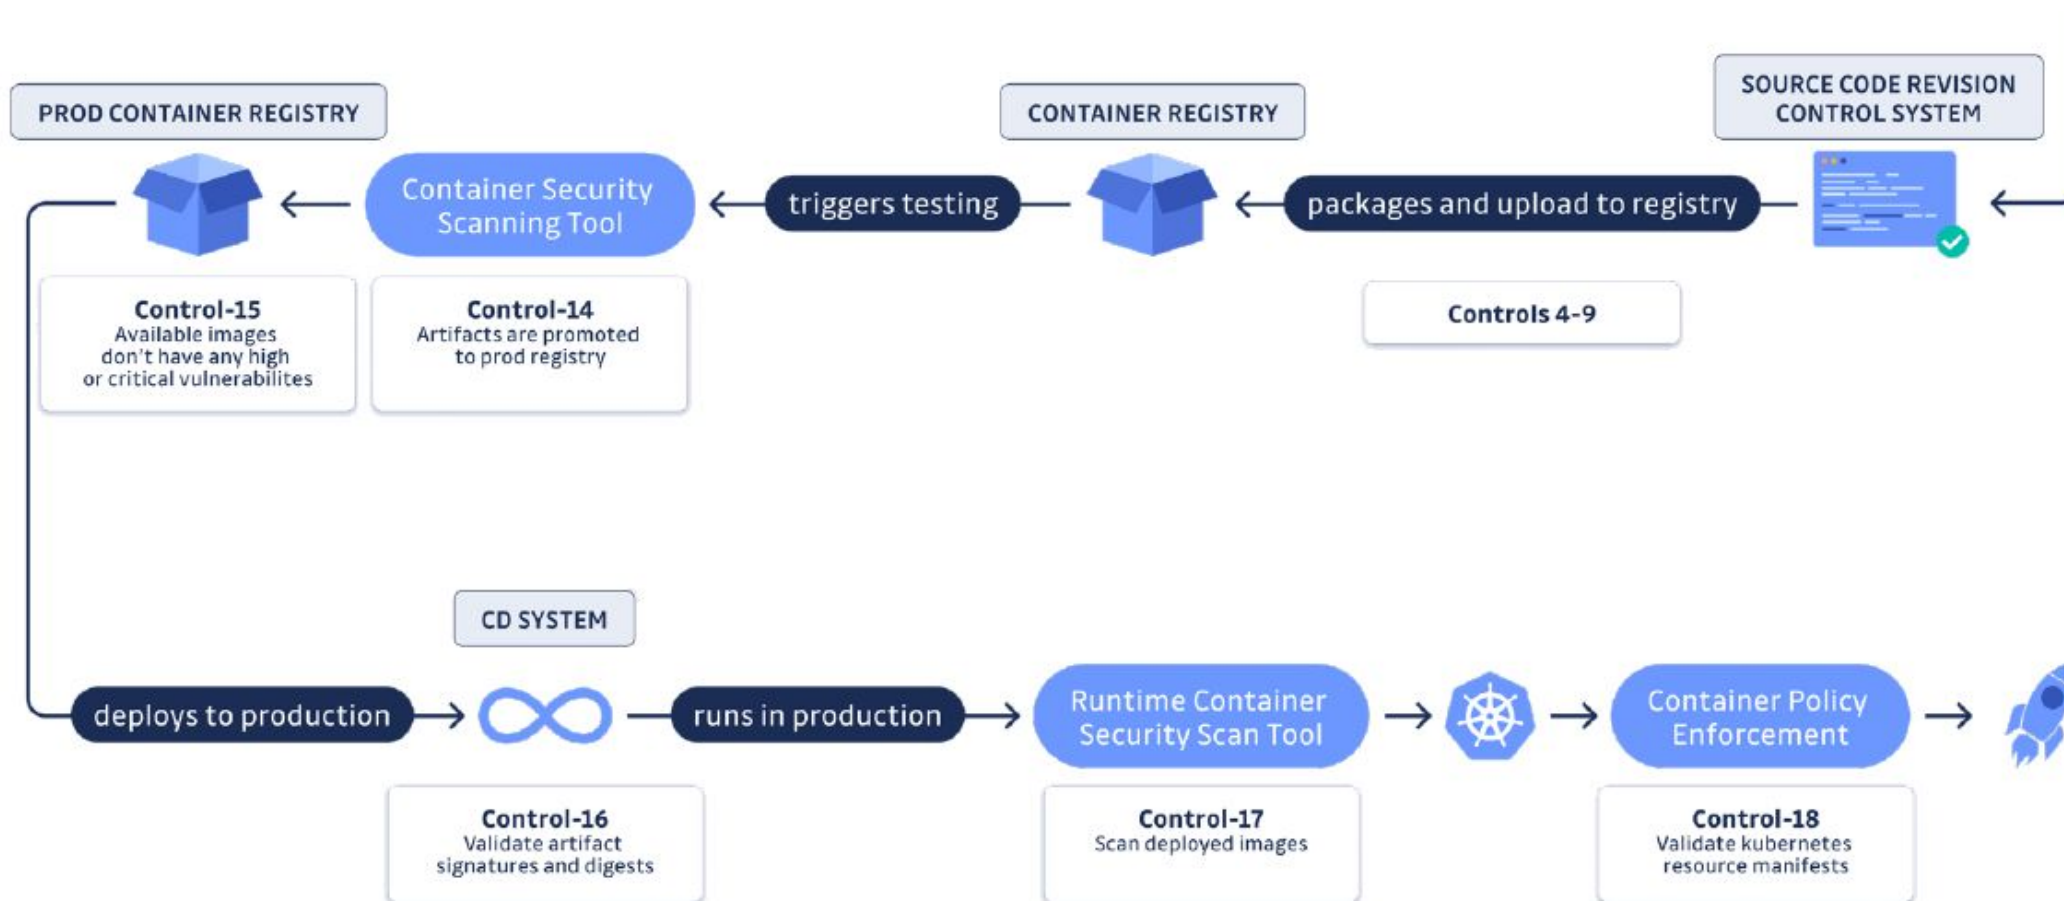 PROD CONTAINER REGISTRY
CONTAINER REGISTRY
SOURCE CODE REVISION
CONTROL SYSTEM
Container Security
Scanning Tool
triggers testing
packages and upload to registry
Control-15
Available images
don't have any high
or critical vulnerabilites
Control-14
Artifacts are promoted
to prod registry
Controls 4-9
CD SYSTEM
deploys to production
runs in production
Runtime Container
Security Scan Tool
Container Policy
Enforcement
Control-16
Validate artifact
signatures and digests
Control-17
Scan deployed images
Control-18
Validate kubernetes
resource manifests